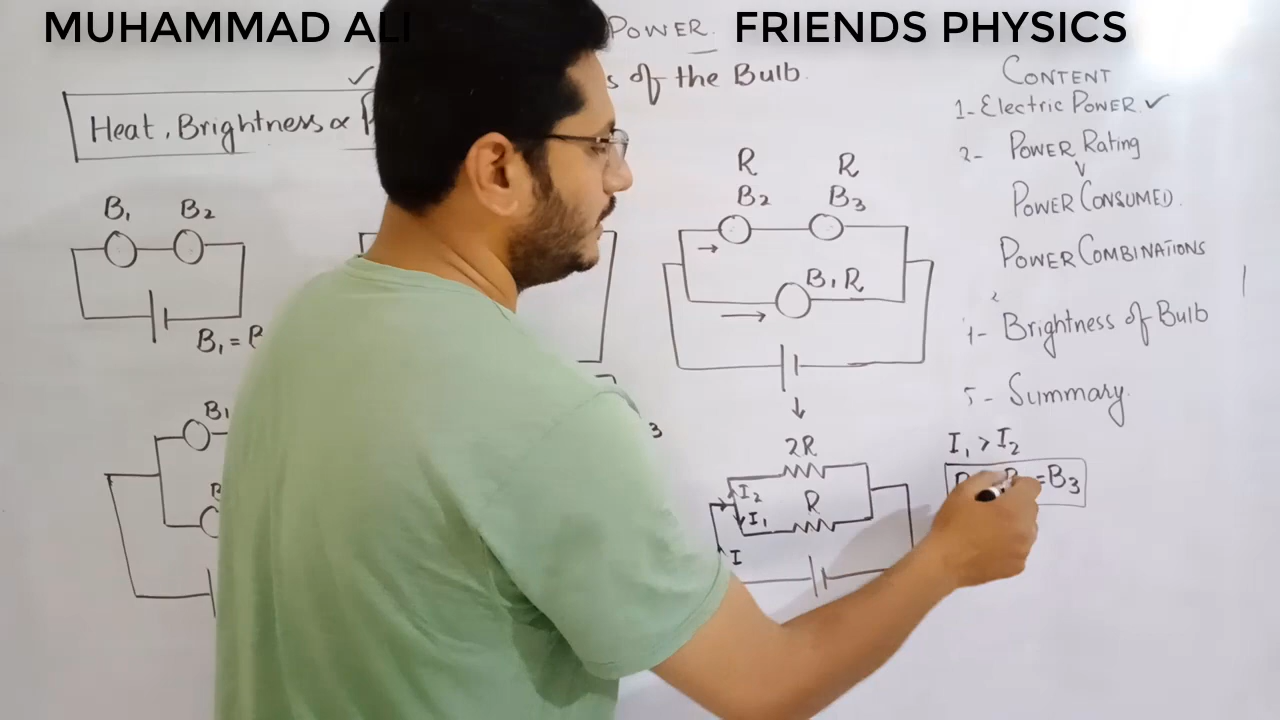 MUHAMMAD ALI
FRIENDS PHYSICS
POWER.
s of the Bulb.
Heat, Brightness ∝ P
B₁ B₂
B₁ =
B₁
3
R R
B₂ B₃
B₁ R
2R
I₂
R
I₁
I
CONTENT
1- Electric POWER. ✓
2- POWER Rating
POWER CONSUMED.
POWER COMBINATIONS
Brightness of Bulb
5- Summary.
I₁ > I₂
= B₃